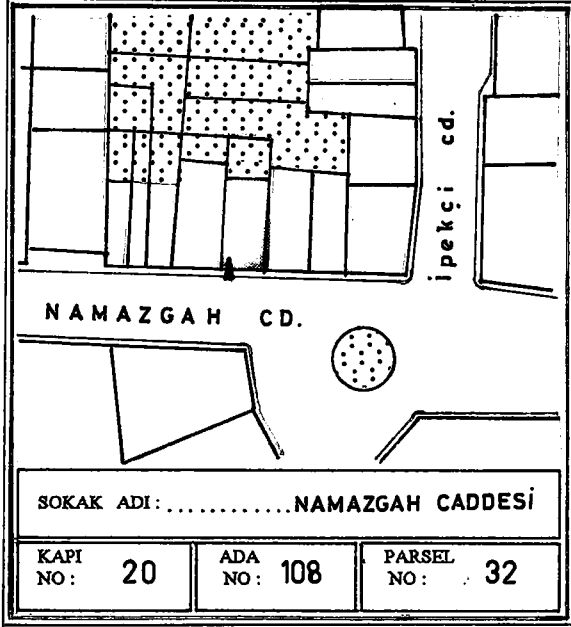 ipekçi cd.
NAMAZGAH CD.
SOKAK ADI:............NAMAZGAH CADDESİ
KAPI NO: 20
ADA NO: 108
PARSEL NO: 32